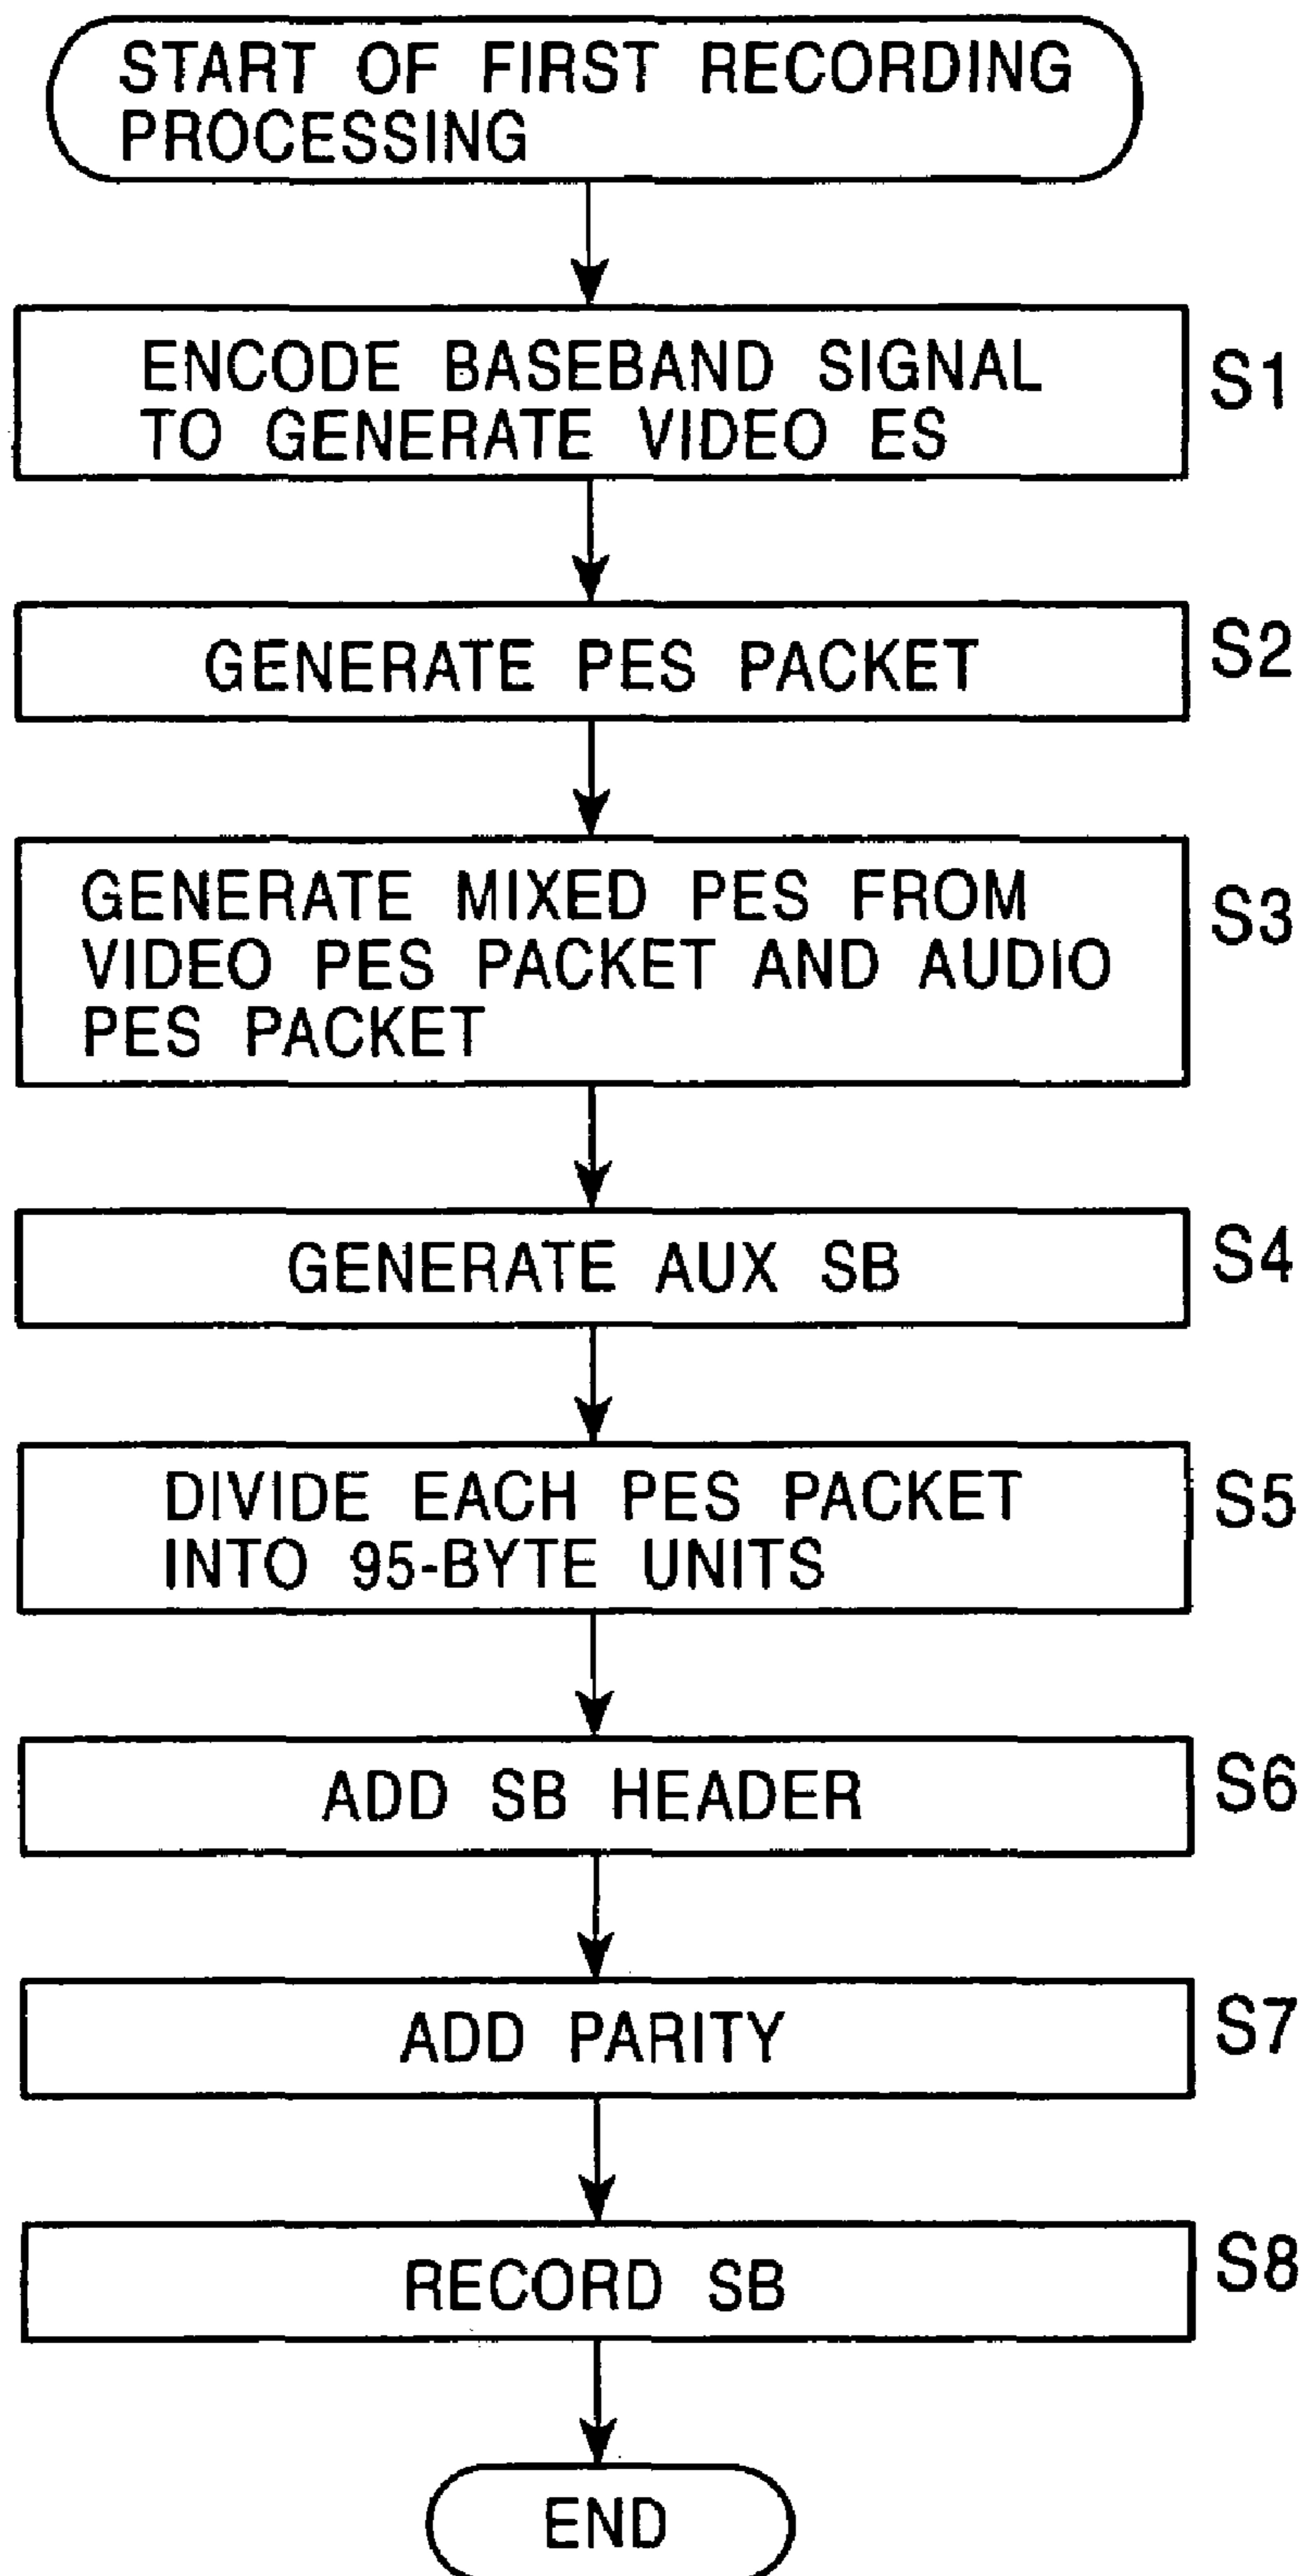 START OF FIRST RECORDING
PROCESSING
ENCODE BASEBAND SIGNAL
TO GENERATE VIDEO ES
S1
GENERATE PES PACKET
S2
GENERATE MIXED PES FROM
VIDEO PES PACKET AND AUDIO
PES PACKET
S3
GENERATE AUX SB
S4
DIVIDE EACH PES PACKET
INTO 95-BYTE UNITS
S5
ADD SB HEADER
S6
ADD PARITY
S7
RECORD SB
S8
END